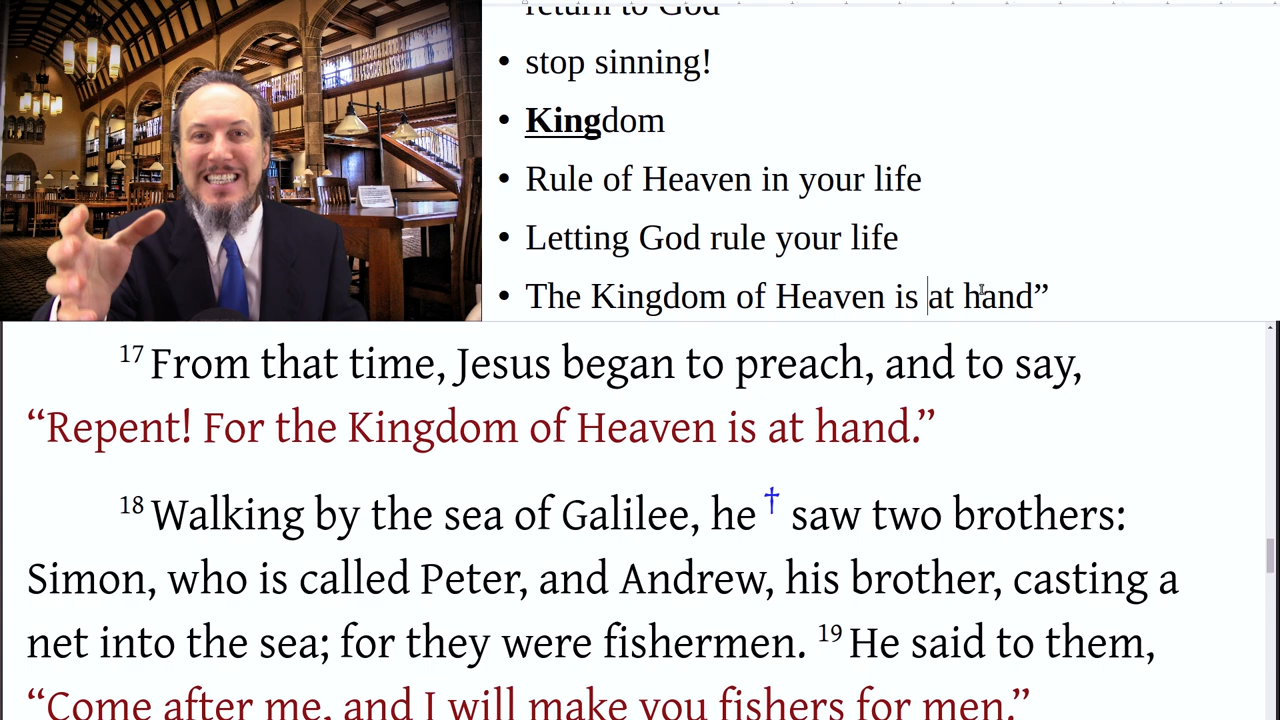 return to God
• stop sinning!
• Kingdom
• Rule of Heaven in your life
• Letting God rule your life
• The Kingdom of Heaven is at hand”
17 From that time, Jesus began to preach, and to say,
“Repent! For the Kingdom of Heaven is at hand.”
18 Walking by the sea of Galilee, he † saw two brothers:
Simon, who is called Peter, and Andrew, his brother, casting a
net into the sea; for they were fishermen. 19 He said to them,
“Come after me, and I will make you fishers for men.”